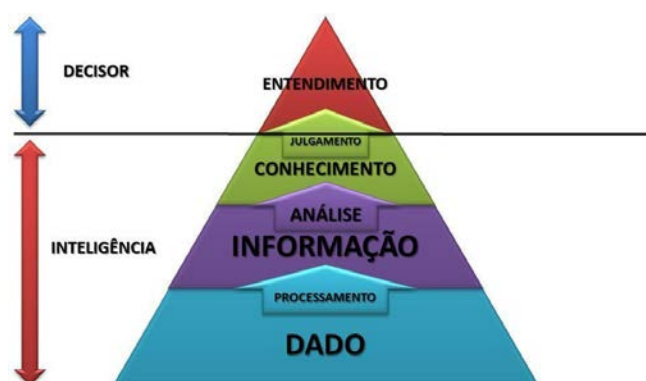 DECISOR
ENTENDIMENTO
JULGAMENTO
CONHECIMENTO
ANÁLISE
INTELIGÊNCIA
INFORMAÇÃO
PROCESSAMENTO
DADO